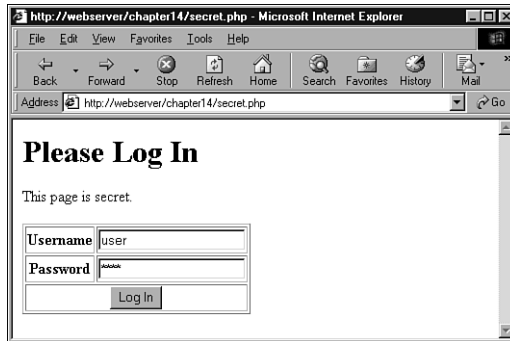 http://webserver/chapter14/secret.php - Microsoft Internet Explorer
File Edit View Favorites Tools Help
Back Forward Stop Refresh Home Search Favorites History Mail »
Address http://webserver/chapter14/secret.php Go
Please Log In
This page is secret.
Username user
Password ****
Log In